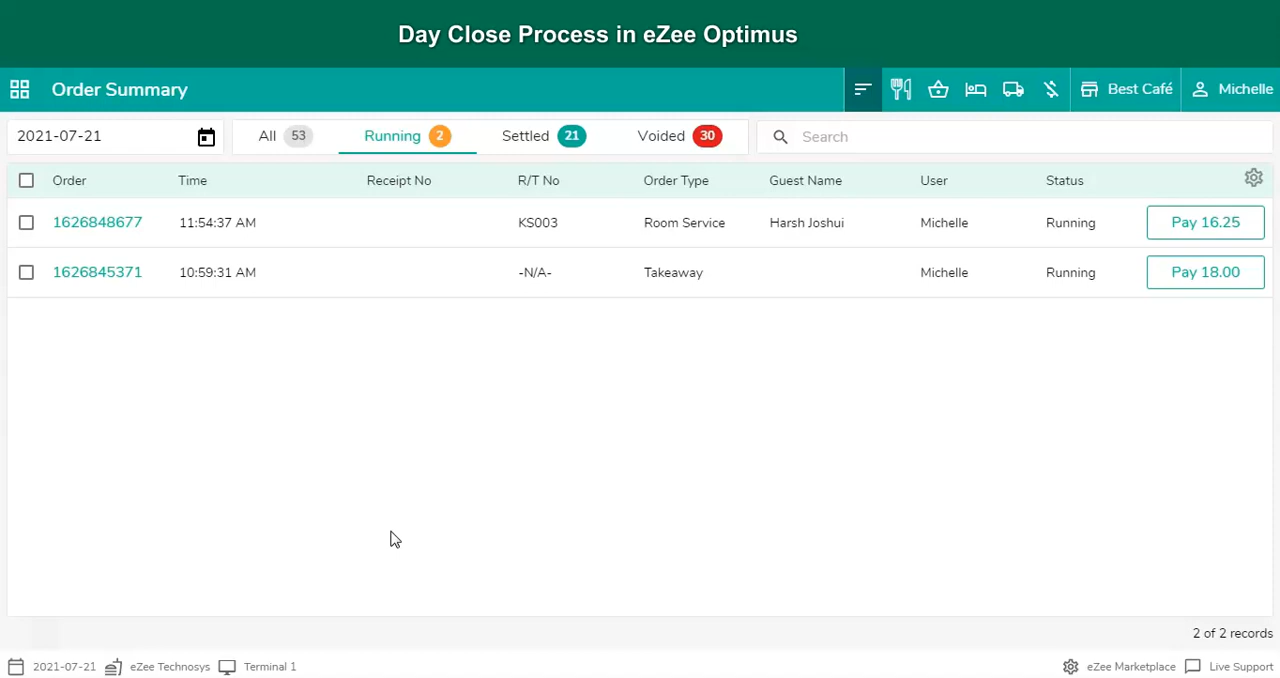 Day Close Process in eZee Optimus
Order Summary
Best Café
Michelle
2021-07-21
All 53
Running 2
Settled 21
Voided 30
Search
Order Time Receipt No R/T No Order Type Guest Name User Status
1626848677 11:54:37 AM KS003 Room Service Harsh Joshui Michelle Running Pay 16.25
1626845371 10:59:31 AM -N/A- Takeaway Michelle Running Pay 18.00
2 of 2 records
2021-07-21 eZee Technosys Terminal 1 eZee Marketplace Live Support